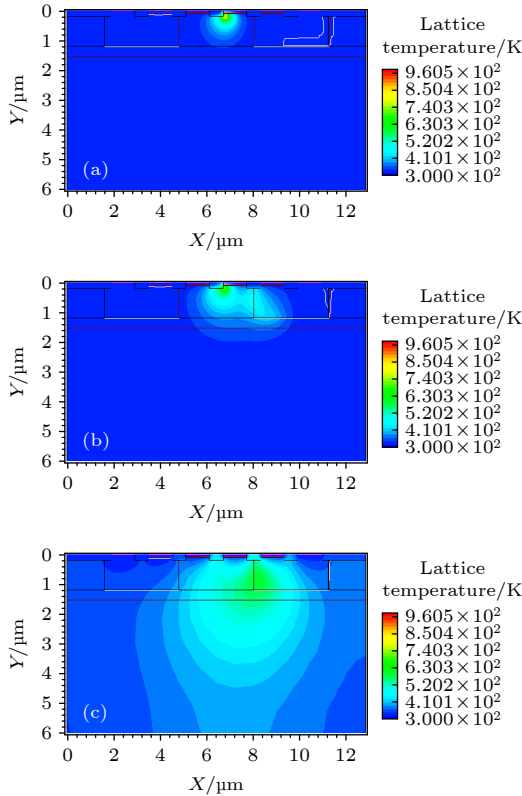 Lattice
temperature/K
0
1
2
3
4
5
6
Y/µm
9.605×10²
8.504×10²
7.403×10²
6.303×10²
5.202×10²
4.101×10²
3.000×10²
(a)
0 2 4 6 8 10 12
X/µm
Lattice
temperature/K
0
1
2
3
4
5
6
Y/µm
9.605×10²
8.504×10²
7.403×10²
6.303×10²
5.202×10²
4.101×10²
3.000×10²
(b)
0 2 4 6 8 10 12
X/µm
Lattice
temperature/K
0
1
2
3
4
5
6
Y/µm
9.605×10²
8.504×10²
7.403×10²
6.303×10²
5.202×10²
4.101×10²
3.000×10²
(c)
0 2 4 6 8 10 12
X/µm